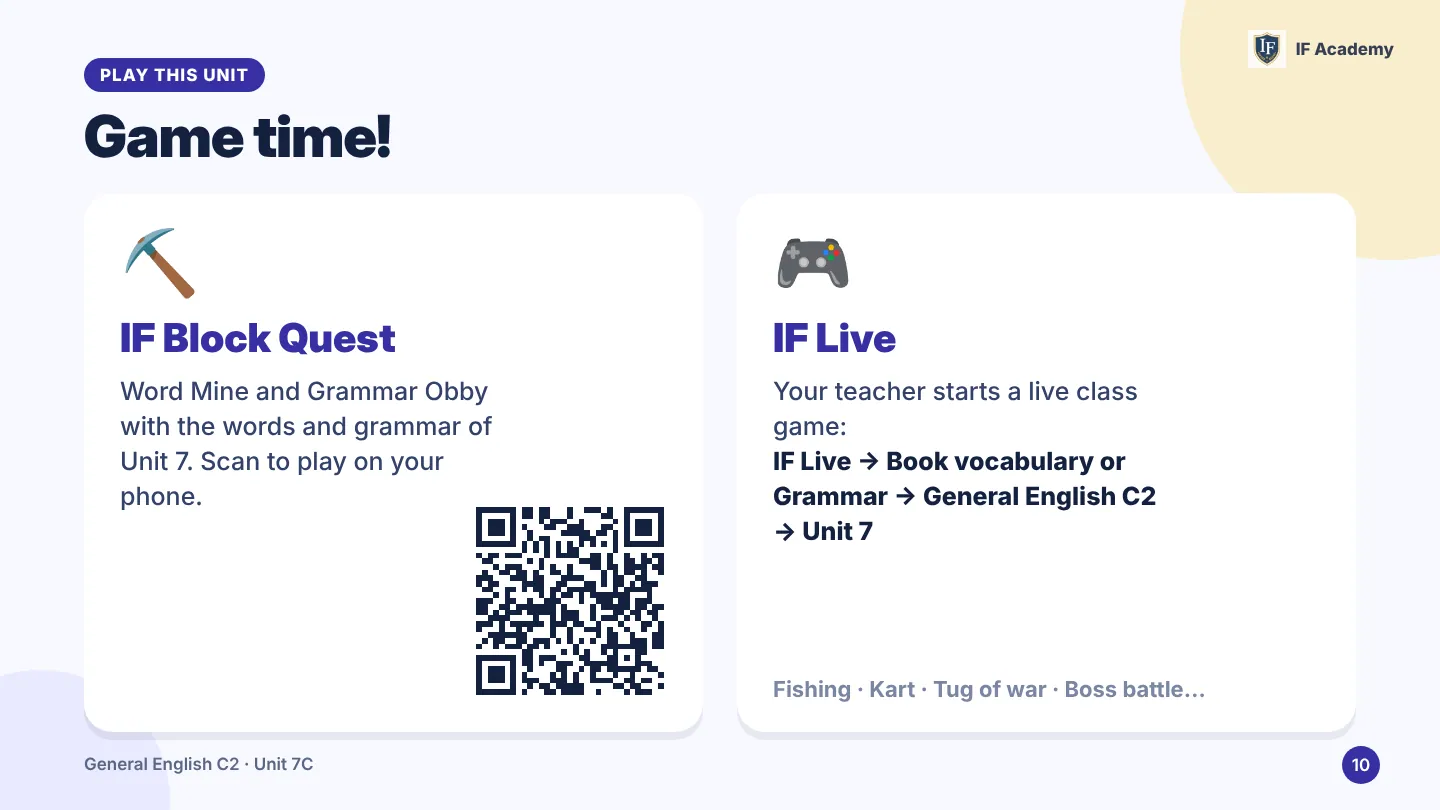 IF Academy
PLAY THIS UNIT
Game time!
IF Block Quest
Word Mine and Grammar Obby
with the words and grammar of
Unit 7. Scan to play on your
phone.
IF Live
Your teacher starts a live class
game:
IF Live → Book vocabulary or
Grammar → General English C2
→ Unit 7
Fishing · Kart · Tug of war · Boss battle…
General English C2 · Unit 7C
10